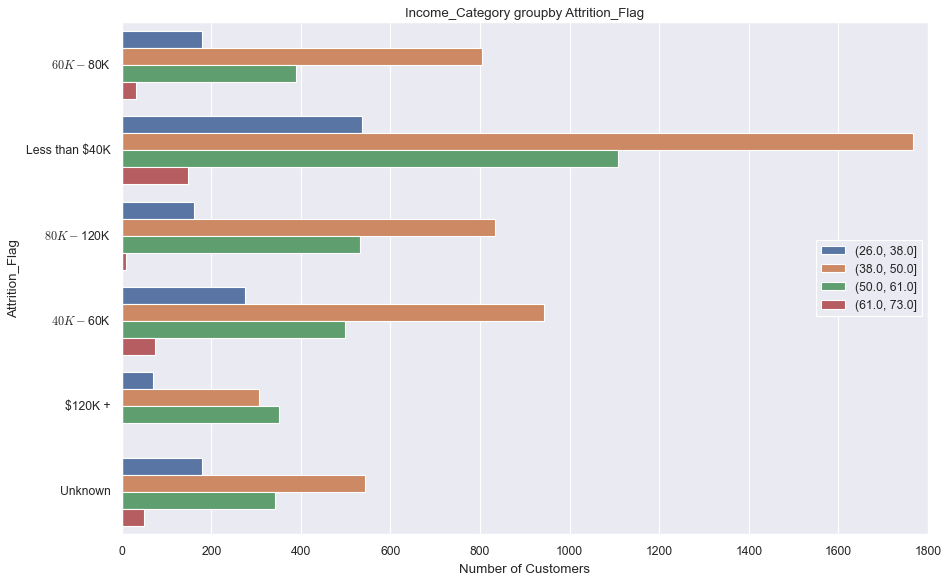 Income_Category groupby Attrition_Flag
60K − 80K
Less than $40K
80K − 120K
40K − 60K
$120K +
Unknown
Attrition_Flag
(26.0, 38.0]
(38.0, 50.0]
(50.0, 61.0]
(61.0, 73.0]
0 200 400 600 800 1000 1200 1400 1600 1800
Number of Customers